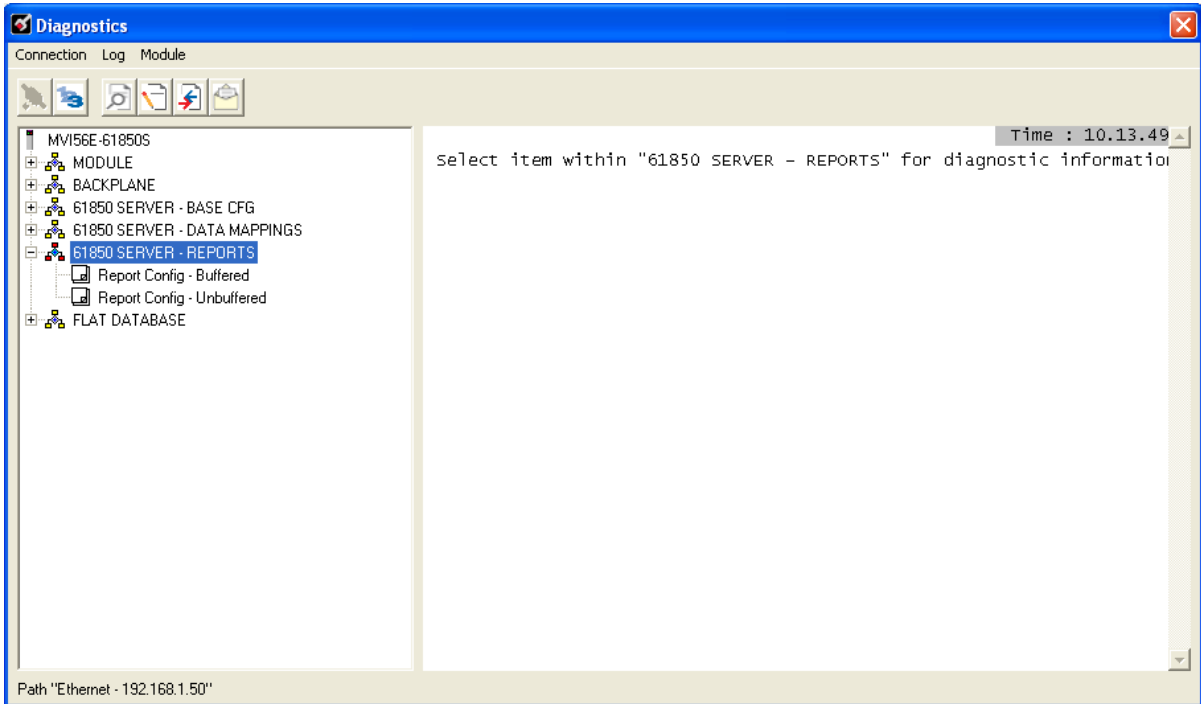 Diagnostics
Connection Log Module
MVI56E-61850S
MODULE
BACKPLANE
61850 SERVER - BASE CFG
61850 SERVER - DATA MAPPINGS
61850 SERVER - REPORTS
Report Config - Buffered
Report Config - Unbuffered
FLAT DATABASE
Time : 10.13.49
Select item within "61850 SERVER – REPORTS" for diagnostic information
Path "Ethernet - 192.168.1.50"